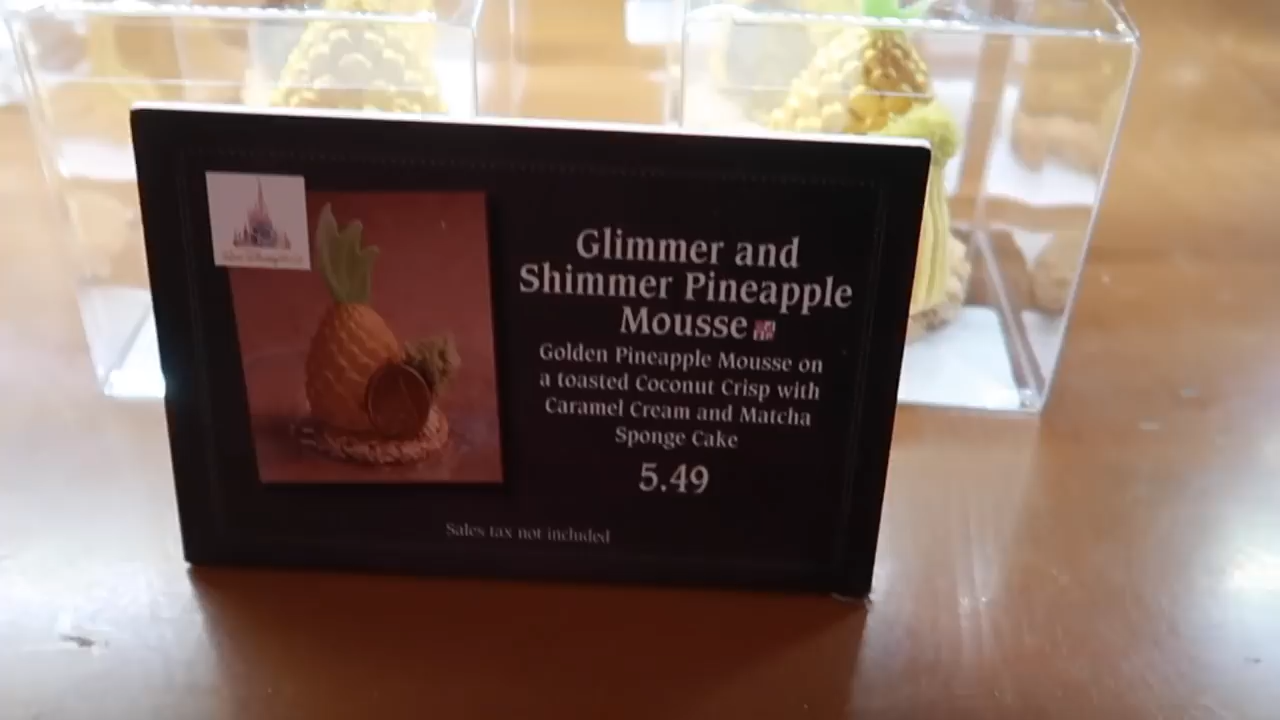 Glimmer and
Shimmer Pineapple
Mousse
Golden Pineapple Mousse on
a toasted Coconut Crisp with
Caramel Cream and Matcha
Sponge Cake
5.49
Sales tax not included